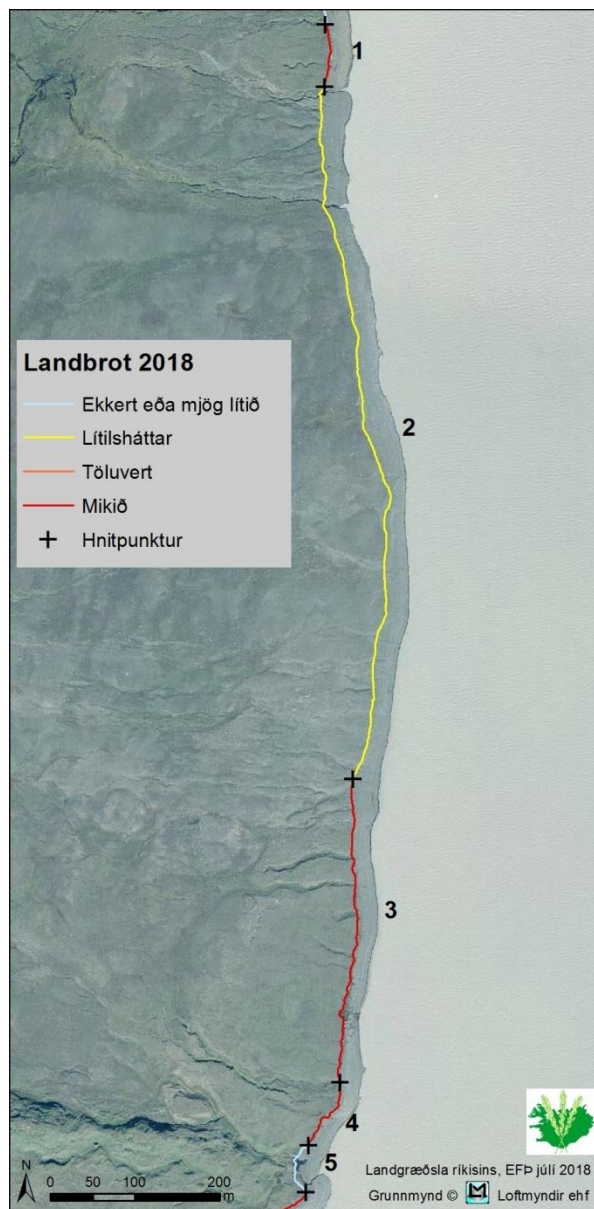 1
2
Landbrot 2018
Ekkert eða mjög lítið
Lítilsháttar
Töluvert
Mikið
Hnitpunktur
3
4
5
N
0 50 100 200
m
Landgræðsla ríkisins, EFÞ júlí 2018
Grunnmynd © M Loftmyndir ehf